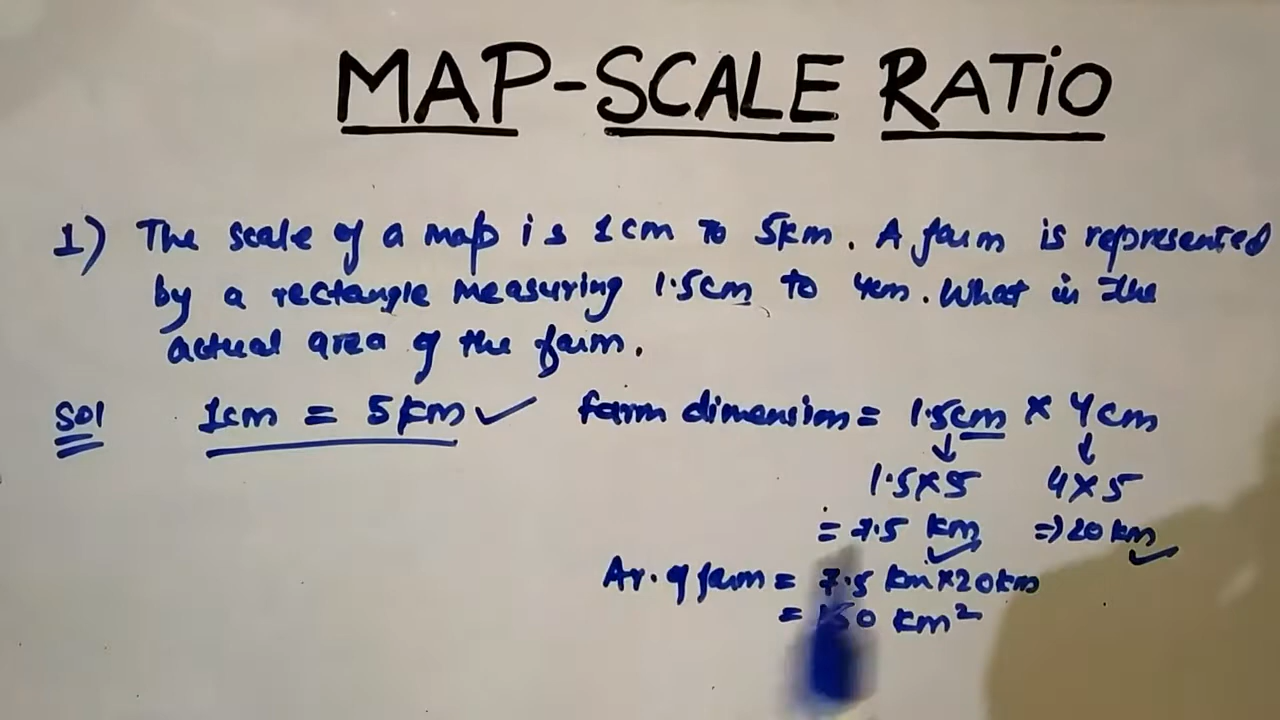 MAP-SCALE RATIO
1) The scale of a map is 1cm to 5km. A farm is represented
by a rectangle measuring 1.5cm to 4cm. What is the
actual area of the farm.
Sol 1cm = 5km ✓ farm dimension = 1.5cm × 4cm
↓ ↓
1.5×5 4×5
= 7.5 km ⇒ 20 km
Ar. of farm = 7.5 km × 20km
= 150 km²